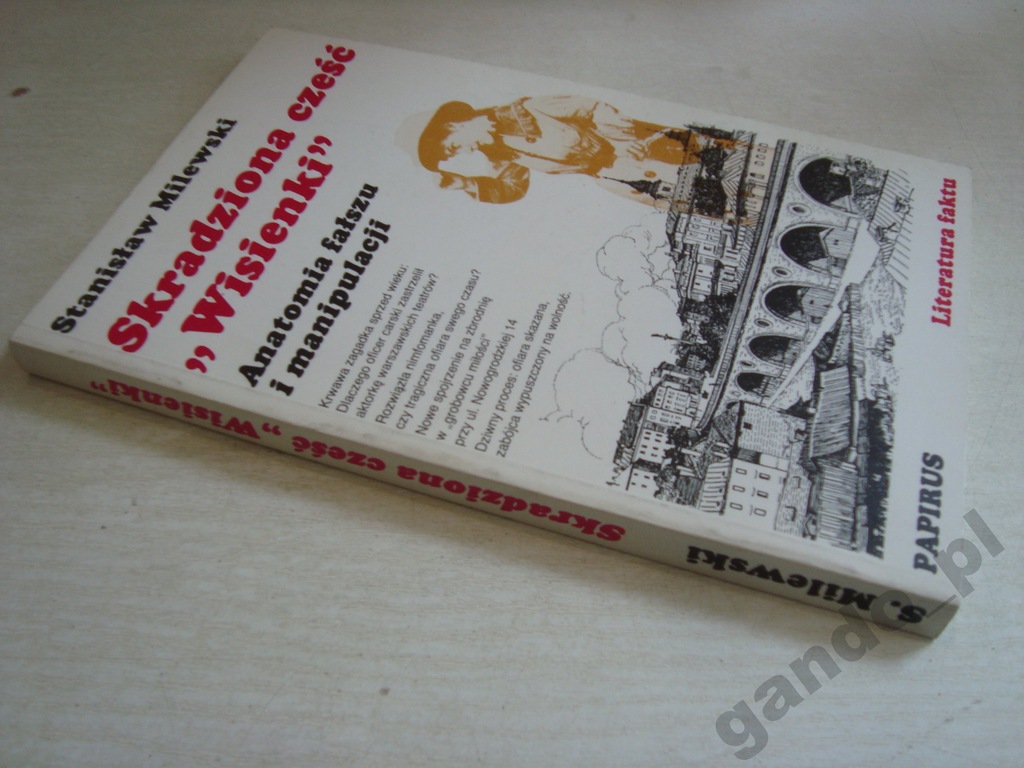 Stanisław Milewski
Skradziona cześć
„Wisienki”
Anatomia fałszu
i manipulacji
Krwawa zagadka sprzed wieku:
Dlaczego oficer carski zastrzelił
aktorkę warszawskich teatrów?
Rozwiązła nimfomanka,
czy tragiczna ofiara swego czasu?
Nowe spojrzenie na zbrodnię
w „grobowcu miłości”
przy ul. Nowogrodzkiej 14
Dziwny proces: ofiara skazana,
zabójca wypuszczony na wolność.
Literatura faktu
PAPIRUS
S. Milewski
Skradziona cześć „Wisienki”